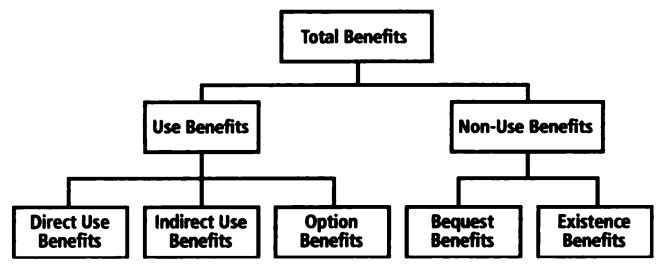 Total Benefits
Use Benefits
Non-Use Benefits
Direct Use
Benefits
Indirect Use
Benefits
Option
Benefits
Bequest
Benefits
Existence
Benefits